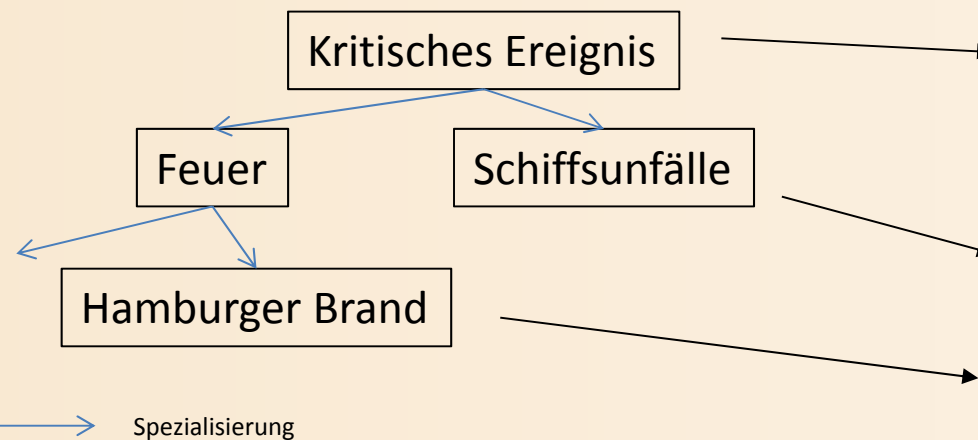 Kritisches Ereignis
Feuer
Schiffsunfälle
Hamburger Brand
Spezialisierung